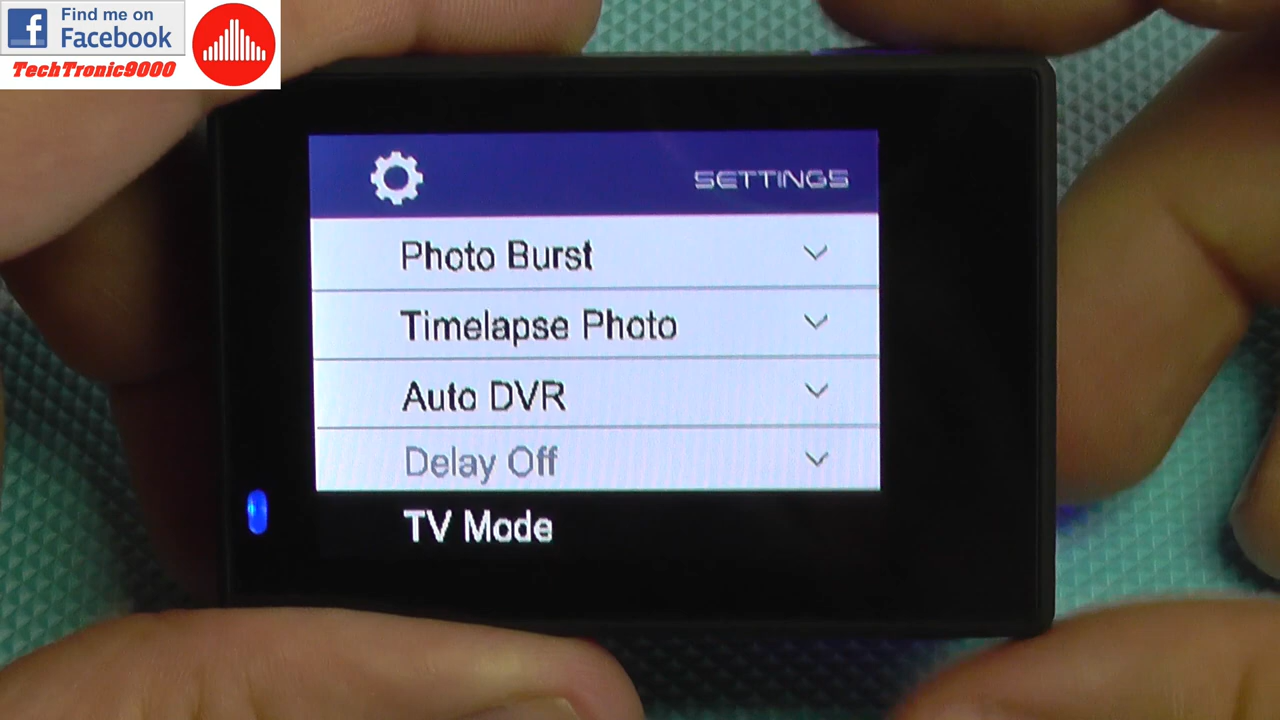 Find me on
Facebook
TechTronic9000
SETTINGS
Photo Burst
Timelapse Photo
Auto DVR
Delay Off
TV Mode